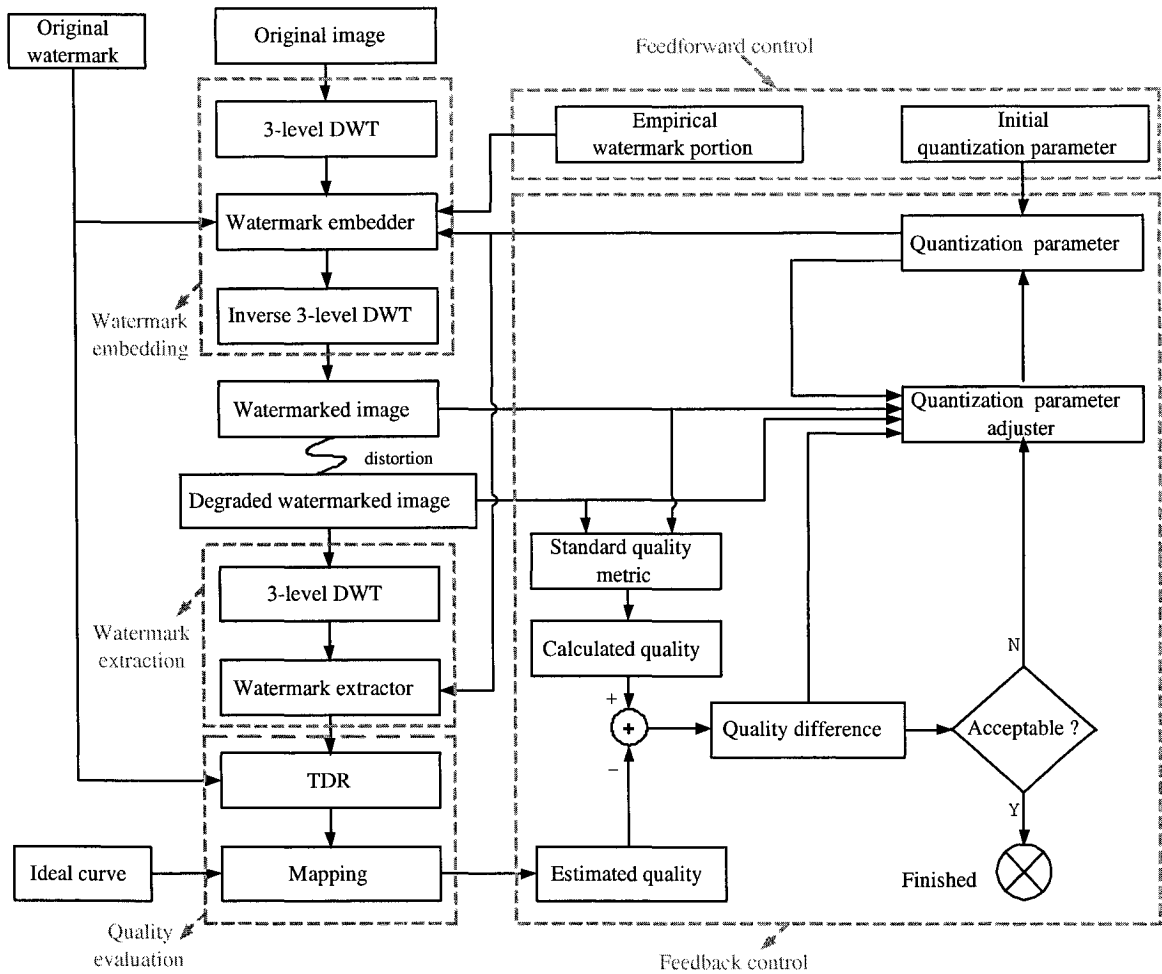 Original
watermark
Original image
Feedforward control
3-level DWT
Empirical
watermark portion
Initial
quantization parameter
Watermark embedder
Quantization parameter
Inverse 3-level DWT
Watermark
embedding
Watermarked image
Quantization parameter
adjuster
distortion
Degraded watermarked image
Standard quality
metric
3-level DWT
Watermark
extraction
Calculated quality
N
Watermark extractor
+
+
Quality difference
Acceptable ?
−
TDR
Y
Ideal curve
Mapping
Estimated quality
Finished
Quality
evaluation
Feedback control